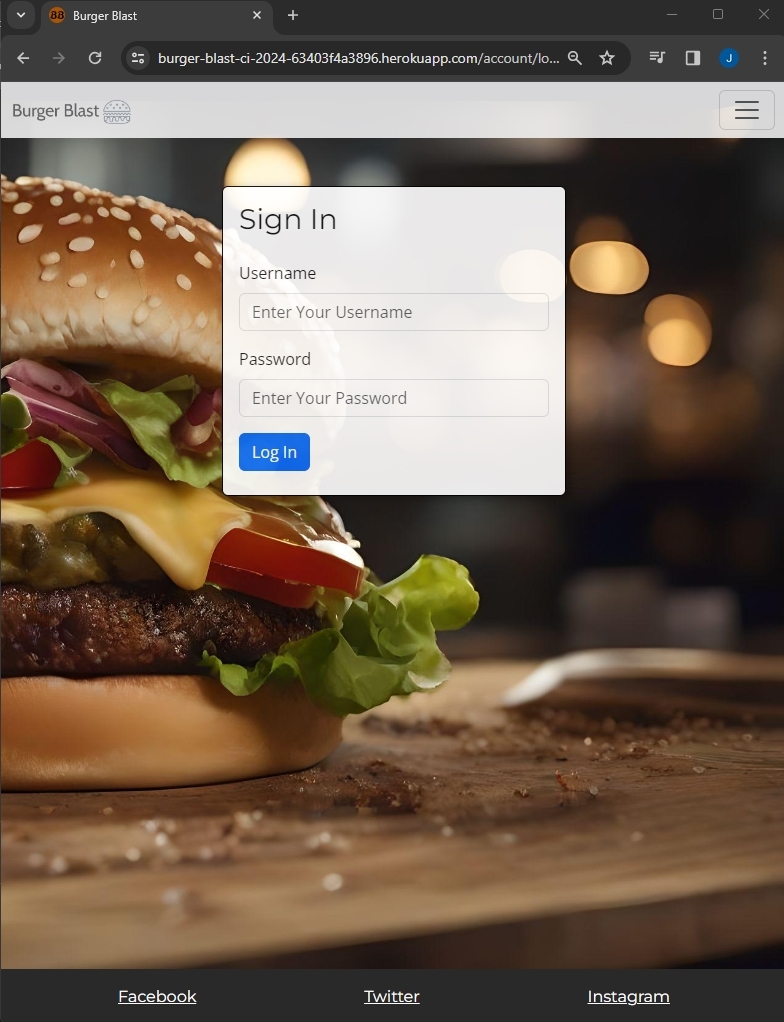 BB Burger Blast
burger-blast-ci-2024-63403f4a3896.herokuapp.com/account/lo...
J
Burger Blast
Sign In
Username
Enter Your Username
Password
Enter Your Password
Log In
Facebook Twitter Instagram